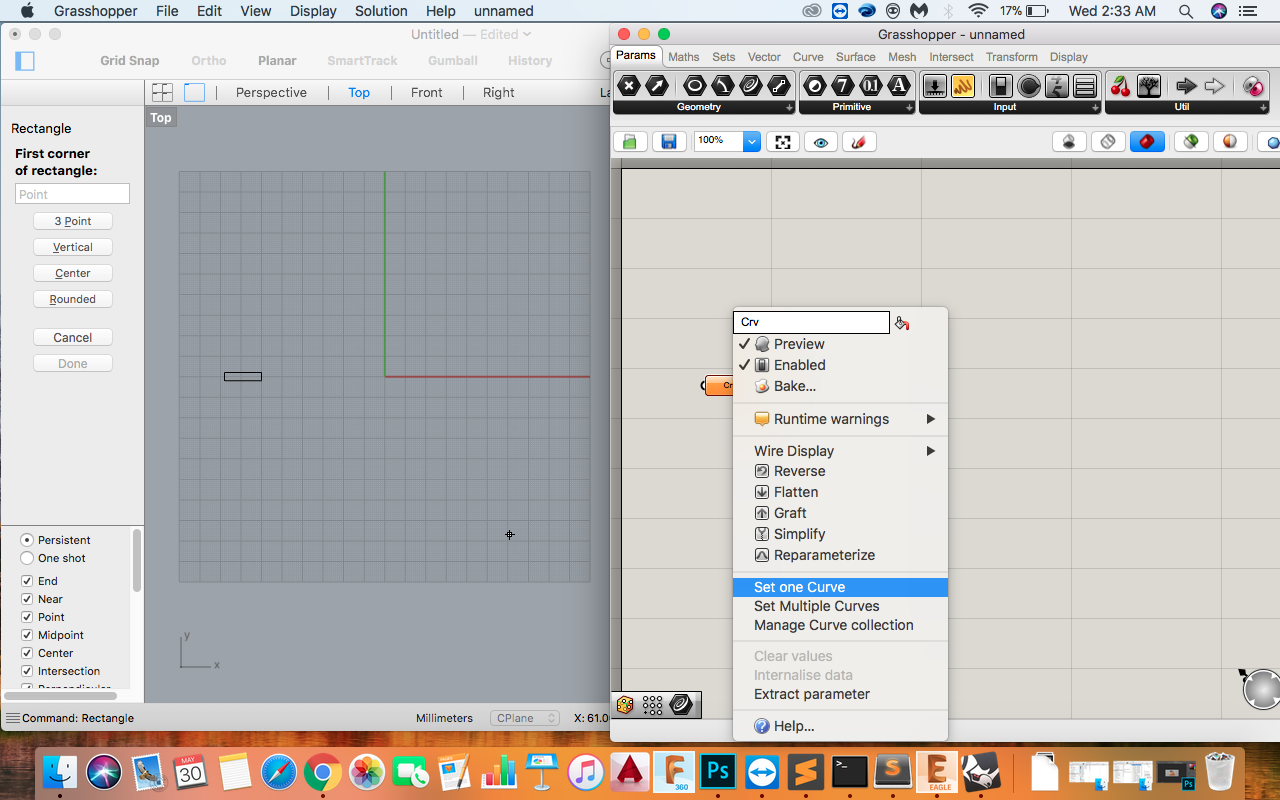 Grasshopper File Edit View Display Solution Help unnamed 17% Wed 2:33 AM
Untitled — Edited
Grasshopper - unnamed
Grid Snap Ortho Planar SmartTrack Gumball History
Params Maths Sets Vector Curve Surface Mesh Intersect Transform Display
Geometry Primitive Input Util
Perspective Top Front Right La
100%
Top
Rectangle
First corner
of rectangle:
Point
3 Point
Vertical
Center
Rounded
Cancel
Done
Crv
Preview
Enabled
Bake...
Runtime warnings
Wire Display
Reverse
Flatten
Graft
Simplify
Reparameterize
Set one Curve
Set Multiple Curves
Manage Curve collection
Clear values
Internalise data
Extract parameter
Help...
Persistent
One shot
End
Near
Point
Midpoint
Center
Intersection
y
x
Command: Rectangle Millimeters CPlane X: 61.0
MAY
30
360
Ps
EAGLE
Ps